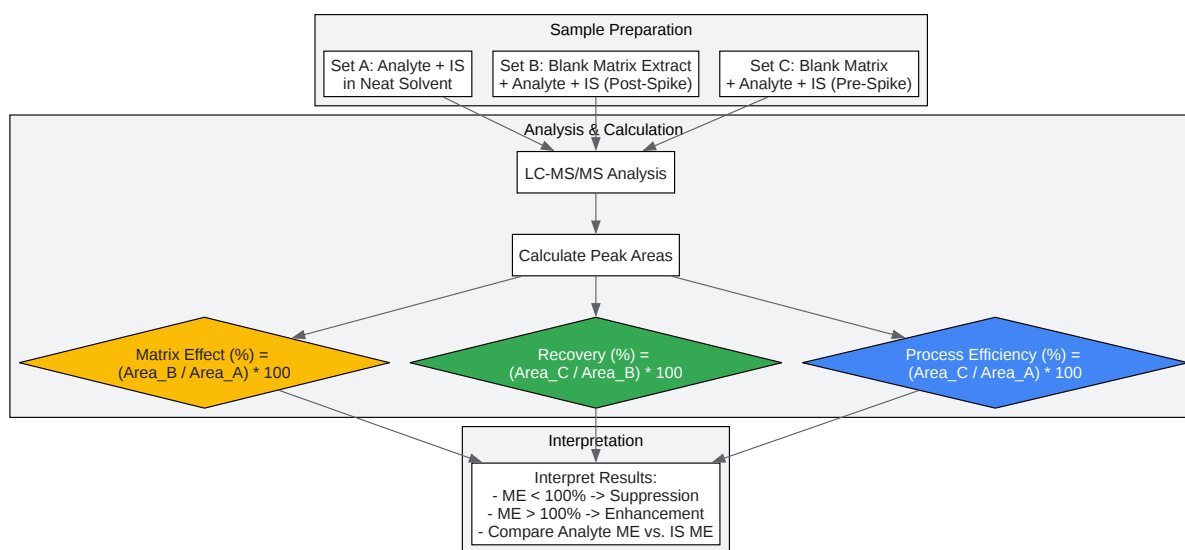 Sample Preparation
Set A: Analyte + IS
in Neat Solvent
Set B: Blank Matrix Extract
+ Analyte + IS (Post-Spike)
Set C: Blank Matrix
+ Analyte + IS (Pre-Spike)
Analysis & Calculation
LC-MS/MS Analysis
Calculate Peak Areas
Matrix Effect (%) =
(Area_B / Area_A) * 100
Recovery (%) =
(Area_C / Area_B) * 100
Process Efficiency (%) =
(Area_C / Area_A) * 100
Interpretation
Interpret Results:
- ME < 100% -> Suppression
- ME > 100% -> Enhancement
- Compare Analyte ME vs. IS ME